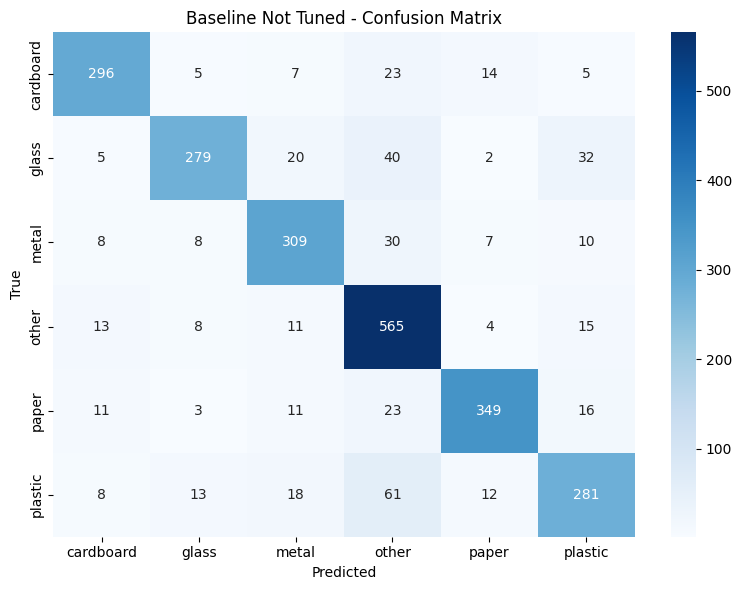 Baseline Not Tuned - Confusion Matrix
True
cardboard 296 5 7 23 14 5
glass 5 279 20 40 2 32
metal 8 8 309 30 7 10
other 13 8 11 565 4 15
paper 11 3 11 23 349 16
plastic 8 13 18 61 12 281
cardboard glass metal other paper plastic
Predicted
500
400
300
200
100